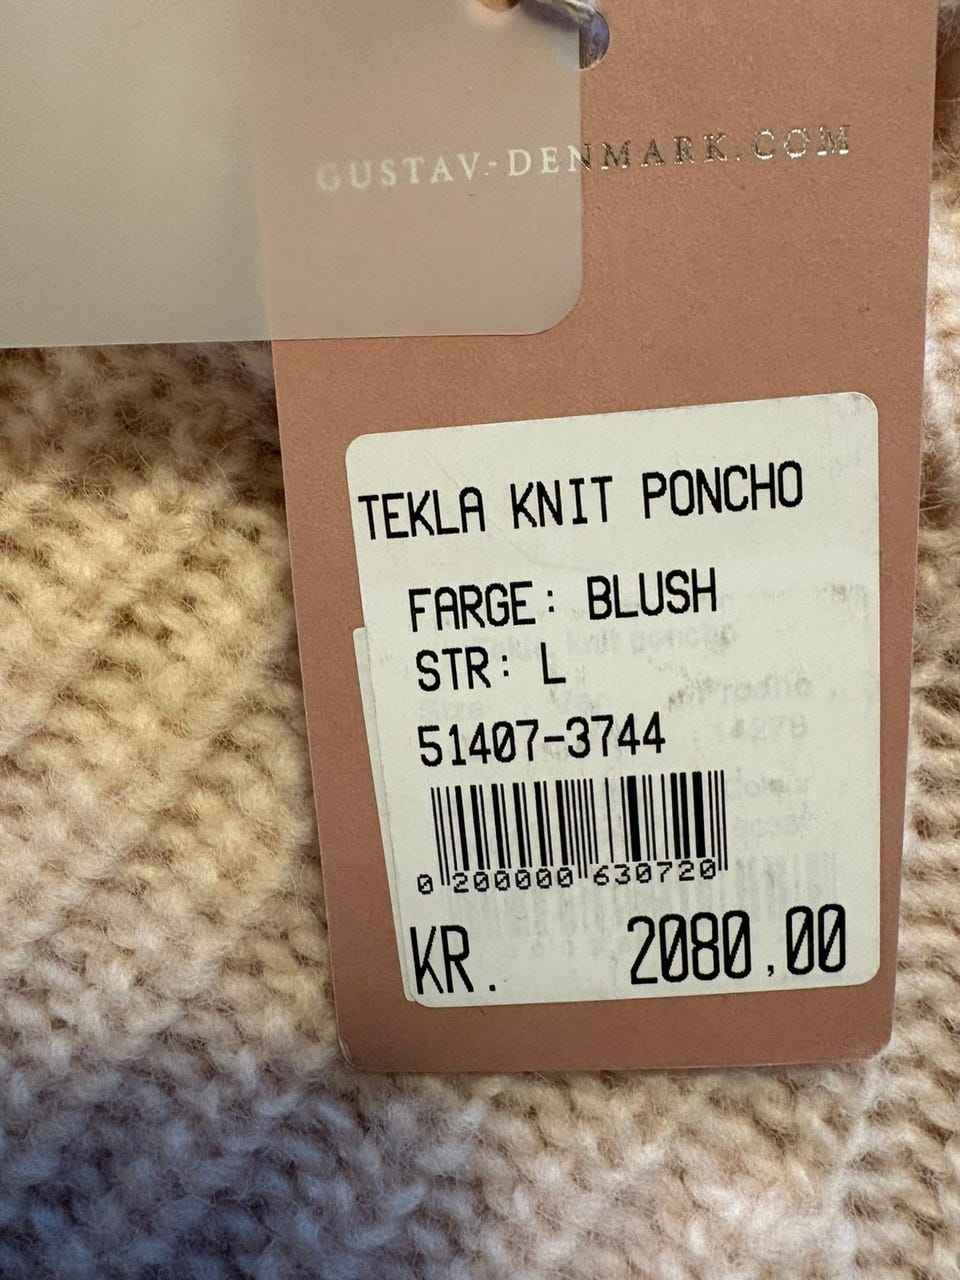 GUSTAV-DENMARK.COM
TEKLA KNIT PONCHO
FARGE: BLUSH
STR: L
51407-3744
0 200000 630720
KR. 2080,00